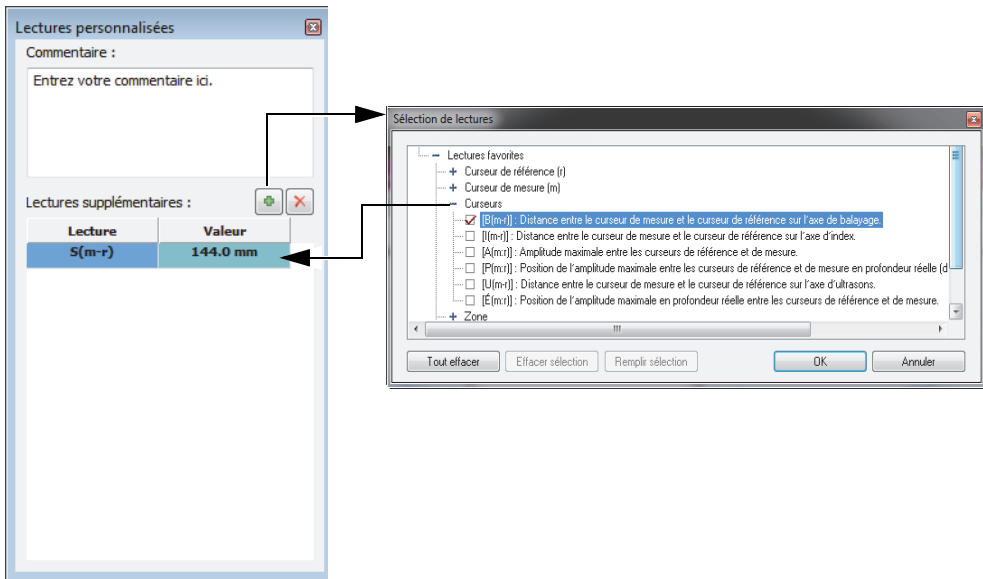 Lectures personnalisées
Commentaire :
Entrez votre commentaire ici.
Lectures supplémentaires :
Lecture Valeur
S(m-r) 144.0 mm
Sélection de lectures
Lectures favorites
Curseur de référence (r)
Curseur de mesure (m)
Curseurs
[B(m-r)] : Distance entre le curseur de mesure et le curseur de référence sur l'axe de balayage.
[I(m-r)] : Distance entre le curseur de mesure et le curseur de référence sur l'axe d'index.
[A(m:r)] : Amplitude maximale entre les curseurs de référence et de mesure.
[P(m:r)] : Position de l'amplitude maximale entre les curseurs de référence et de mesure en profondeur réelle (d
[U(m-r)] : Distance entre le curseur de mesure et le curseur de référence sur l'axe d'ultrasons.
[É(m:r)] : Position de l'amplitude maximale en profondeur réelle entre les curseurs de référence et de mesure.
Zone
Tout effacer Effacer sélection Remplir sélection OK Annuler